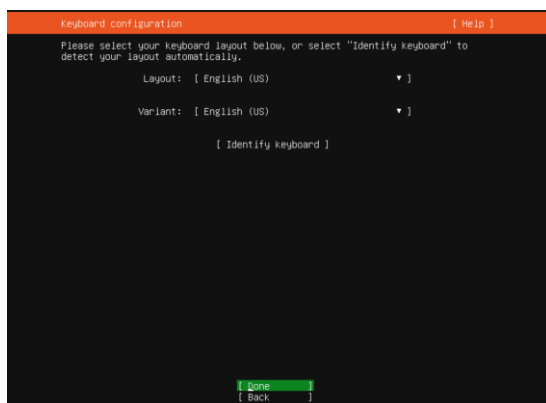 Keyboard configuration [ Help ]
Please select your keyboard layout below, or select "Identify keyboard" to
detect your layout automatically.
Layout: [ English (US) ▾ ]
Variant: [ English (US) ▾ ]
[ Identify keyboard ]
[ Done ]
[ Back ]